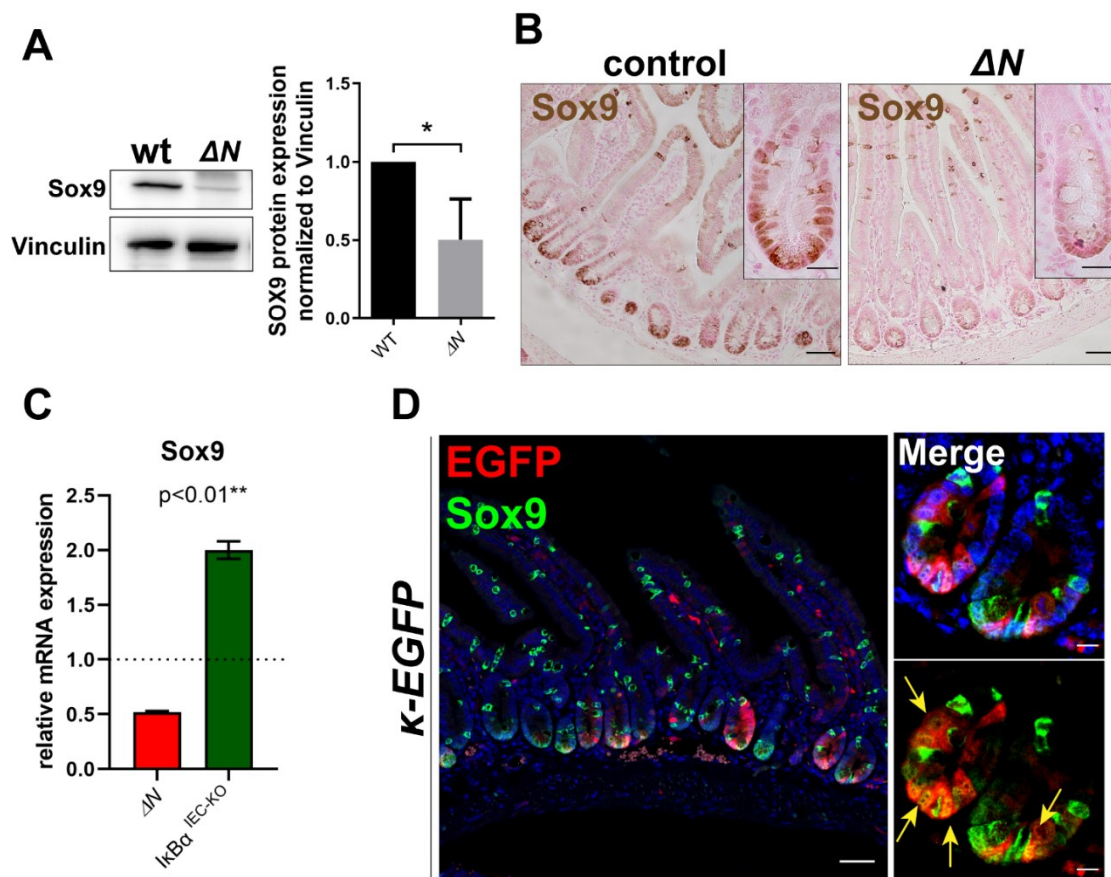 A
wt ΔN
Sox9
Vinculin
SOX9 protein expression
normalized to Vinculin
1.5
1.0
0.5
0.0
*
WT
ΔN
B
control
ΔN
Sox9
Sox9
C
Sox9
p<0.01**
relative mRNA expression
2.5
2.0
1.5
1.0
0.5
0.0
ΔN
IκBα IEC-KO
D
κ-EGFP
EGFP
Sox9
Merge